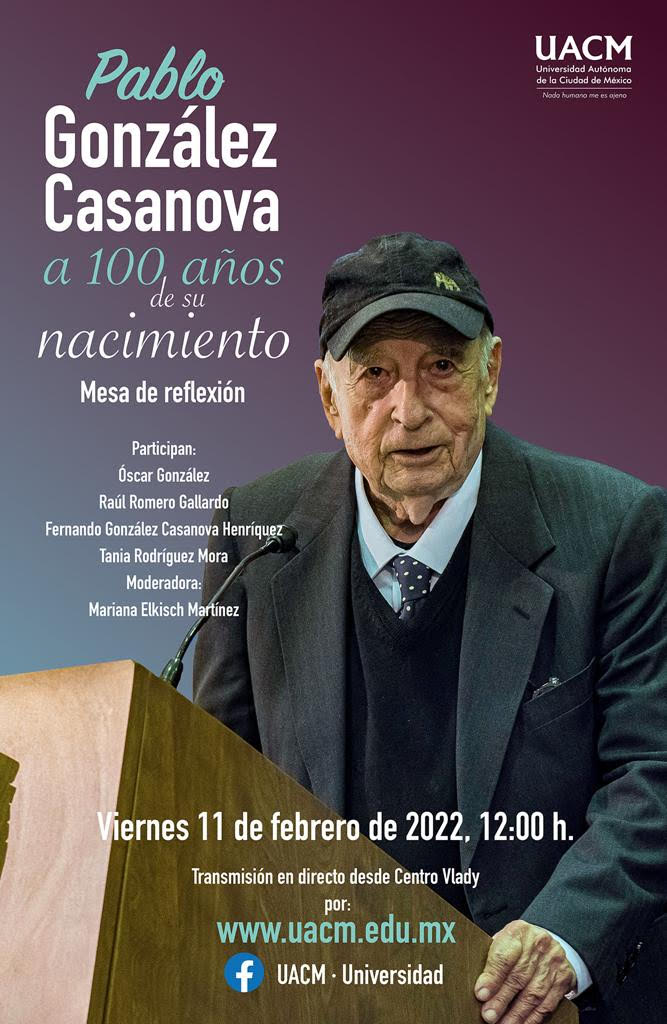 Pablo
González
Casanova
a 100 años
de su
nacimiento
Mesa de reflexión
UACM
Universidad Autónoma
de la Ciudad de México
Nada humano me es ajeno
Participan:
Óscar González
Raúl Romero Gallardo
Fernando González Casanova Henríquez
Tania Rodríguez Mora
Moderadora:
Mariana Elkisch Martínez
Viernes 11 de febrero de 2022, 12:00 h.
Transmisión en directo desde Centro Vlady
por:
www.uacm.edu.mx
f UACM · Universidad